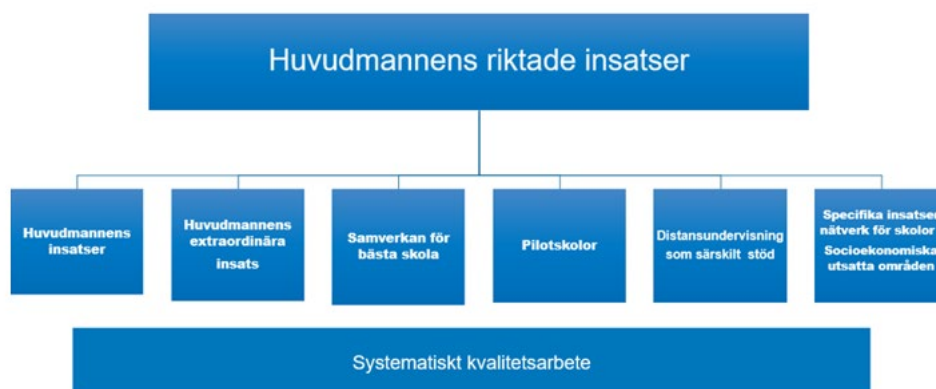 Huvudmannens riktade insatser
Huvudmannens
insatser
Huvudmannens
extraordinära
insats
Samverkan för
bästa skola
Pilotskolor
Distansundervisning
som särskilt stöd
Specifika insatser
nätverk för skolor
Socioekonomiska
utsatta områden
Systematiskt kvalitetsarbete